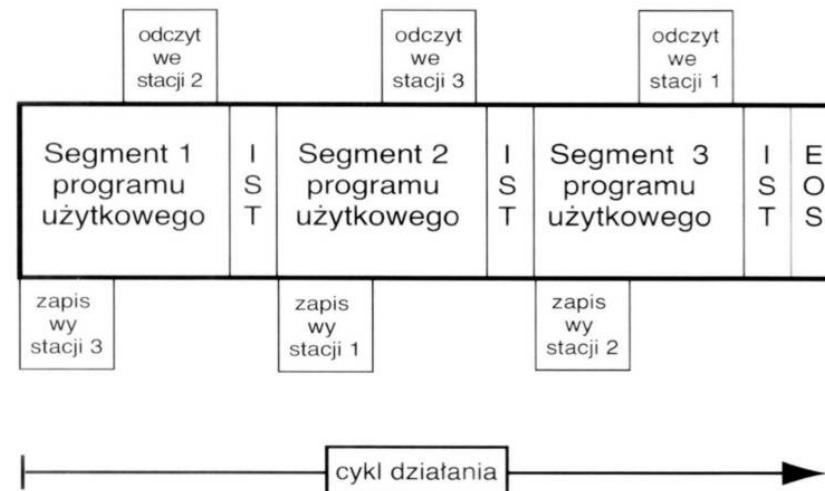 odczyt
we
stacji 2
odczyt
we
stacji 3
odczyt
we
stacji 1
Segment 1
programu
użytkowego
I
S
T
Segment 2
programu
użytkowego
I
S
T
Segment 3
programu
użytkowego
I
S
T
E
O
S
zapis
wy
stacji 3
zapis
wy
stacji 1
zapis
wy
stacji 2
cykl działania